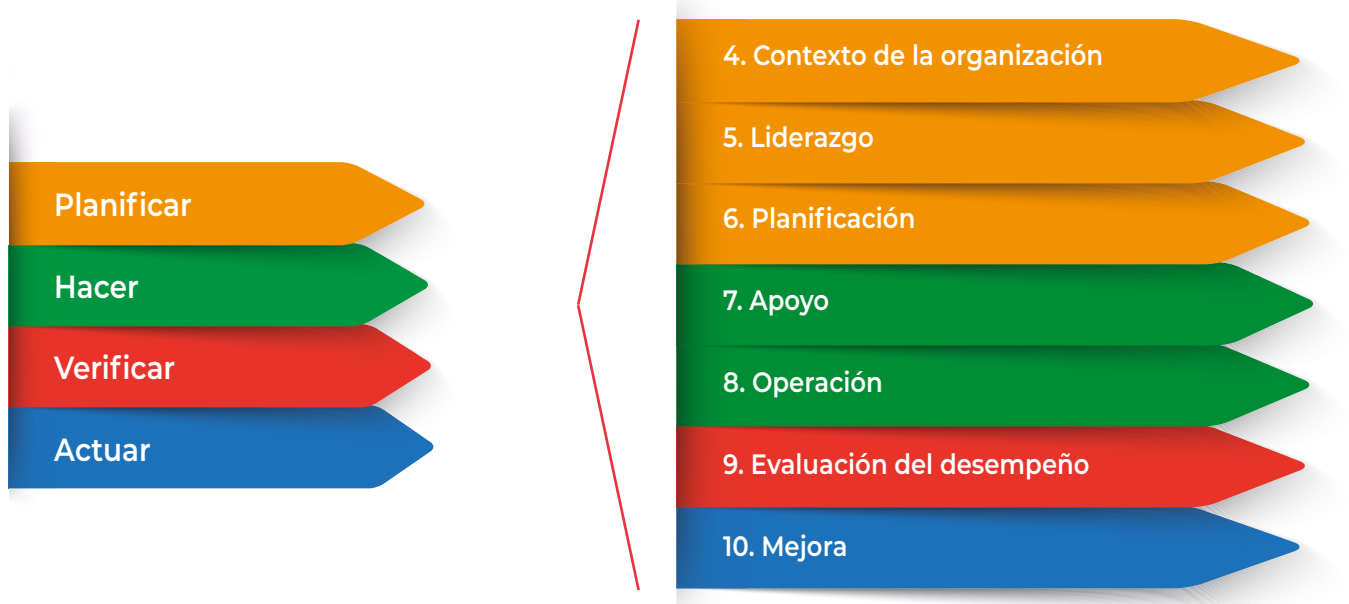 Planificar
Hacer
Verificar
Actuar
4. Contexto de la organización
5. Liderazgo
6. Planificación
7. Apoyo
8. Operación
9. Evaluación del desempeño
10. Mejora